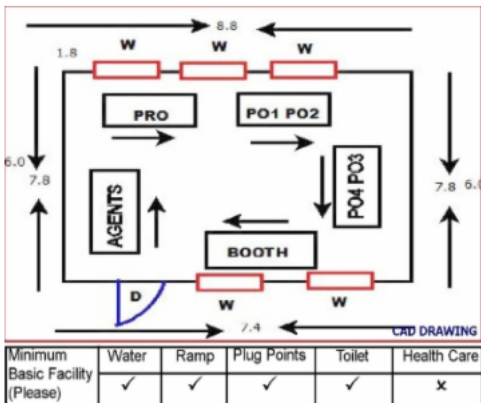 8.8
1.8 W W W
PRO PO1 PO2
6.0 7.8 AGENTS PO4 PO3 7.8 6.0
BOOTH
D W W
7.4
CAD DRAWING
Minimum Basic Facility (Please) Water Ramp Plug Points Toilet Health Care
✓ ✓ ✓ ✓ x